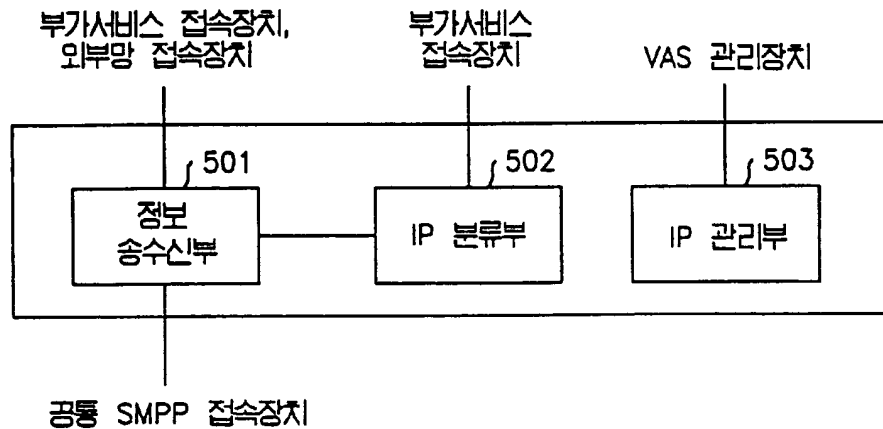 부가서비스 접속장치,
외부망 접속장치
부가서비스
접속장치
VAS 관리장치
501
정보
송수신부
502
IP 분류부
503
IP 관리부
공통 SMPP 접속장치